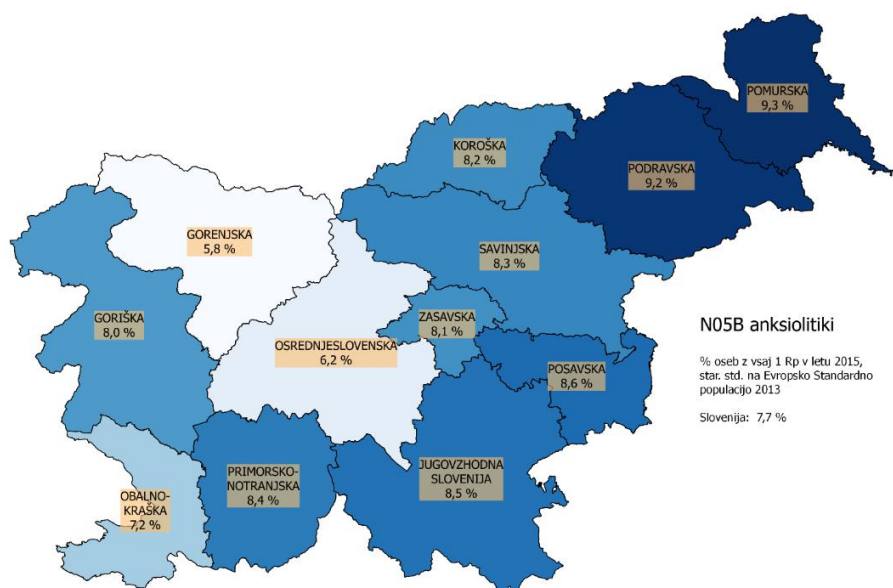 POMURSKA
9,3 %
KOROŠKA
8,2 %
PODRAVSKA
9,2 %
GORENJSKA
5,8 %
SAVINJSKA
8,3 %
GORIŠKA
8,0 %
ZASAVSKA
8,1 %
OSREDNJESLOVENSKA
6,2 %
POSAVSKA
8,6 %
PRIMORSKO-
NOTRANJSKA
8,4 %
JUGOVZHODNA
SLOVENIJA
8,5 %
OBALNO-
KRAŠKA
7,2 %
N05B anksiolitiki
% oseb z vsaj 1 Rp v letu 2015,
star. std. na Evropsko Standardno
populacijo 2013
Slovenija: 7,7 %